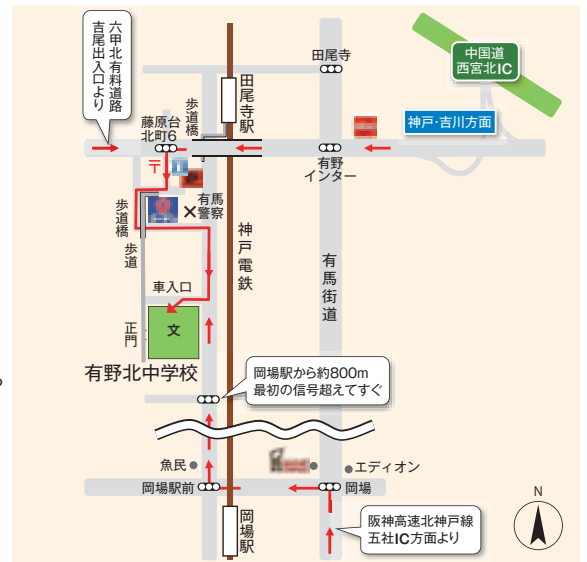 六甲北有料道路
吉尾出入口より
田尾寺
中国道
西宮北IC
田尾寺駅
歩道橋
藤原台
北町6
神戸・吉川方面
有野
インター
〒
有馬
警察
歩道橋
歩道
神戸電鉄
有馬街道
車入口
正門
文
有野北中学校
岡場駅から約800m
最初の信号超えてすぐ
魚民
エディオン
岡場駅前
岡場
岡場駅
阪神高速北神戸線
五社IC方面より
N